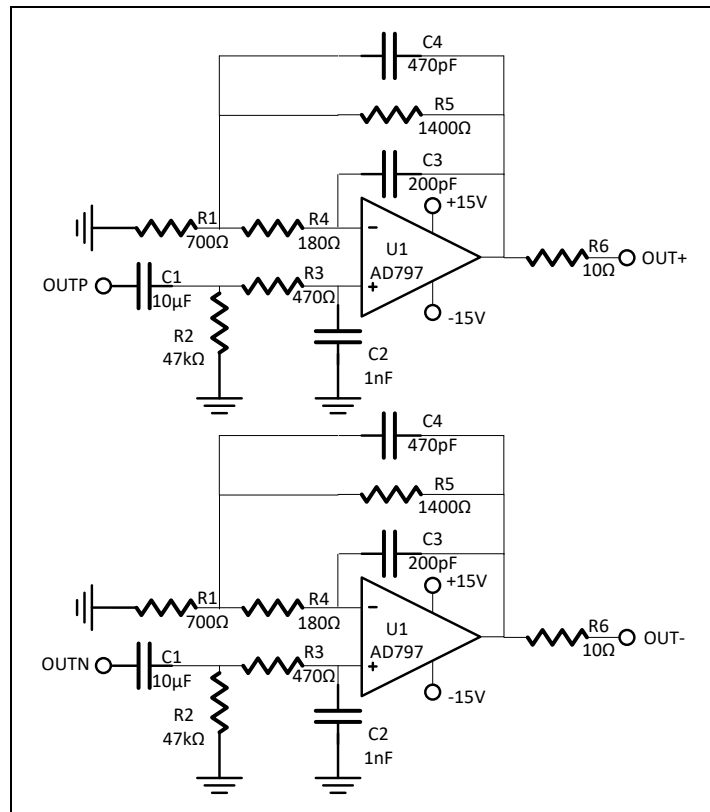 C4
470pF
R5
1400Ω
C3
200pF
+15V
R1
700Ω
R4
180Ω
U1
AD797
R6
10Ω
OUT+
OUTP
C1
10µF
R3
470Ω
-15V
R2
47kΩ
C2
1nF
C4
470pF
R5
1400Ω
C3
200pF
+15V
R1
700Ω
R4
180Ω
U1
AD797
R6
10Ω
OUT-
OUTN
C1
10µF
R3
470Ω
-15V
R2
47kΩ
C2
1nF